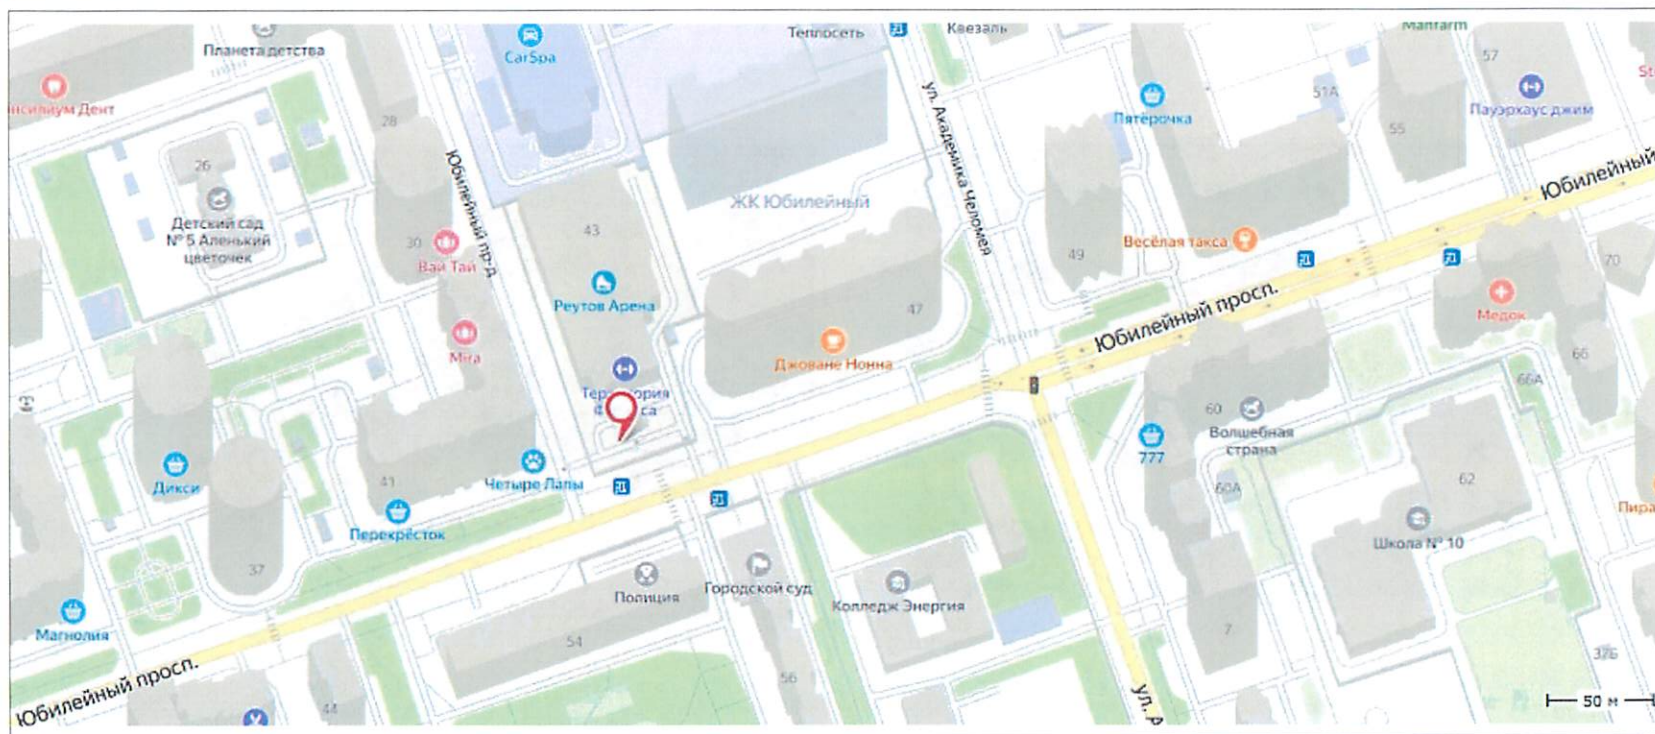 Планета детства
CarSpa
Теплосеть
Квезаль
57
51А
Пауэрхаус джим
Пятёрочка
55
28
26
Детский сад
№ 5 Аленький
цветочек
30
Вай Тай
Юбилейный пр-д
43
Реутов Арена
ЖК Юбилейный
ул. Академика Челомея
49
Весёлая такса
Юбилейный
Юбилейный просп.
70
Медок
47
Джоване Нонна
Mira
66
66А
60
Волшебная
страна
777
60А
62
Школа № 10
Дикси
41
Четыре Лапы
Перекрёсток
37
Магнолия
Полиция
Городской суд
Колледж Энергия
54
56
7
37Б
Юбилейный просп.
44
ул. А
50 м